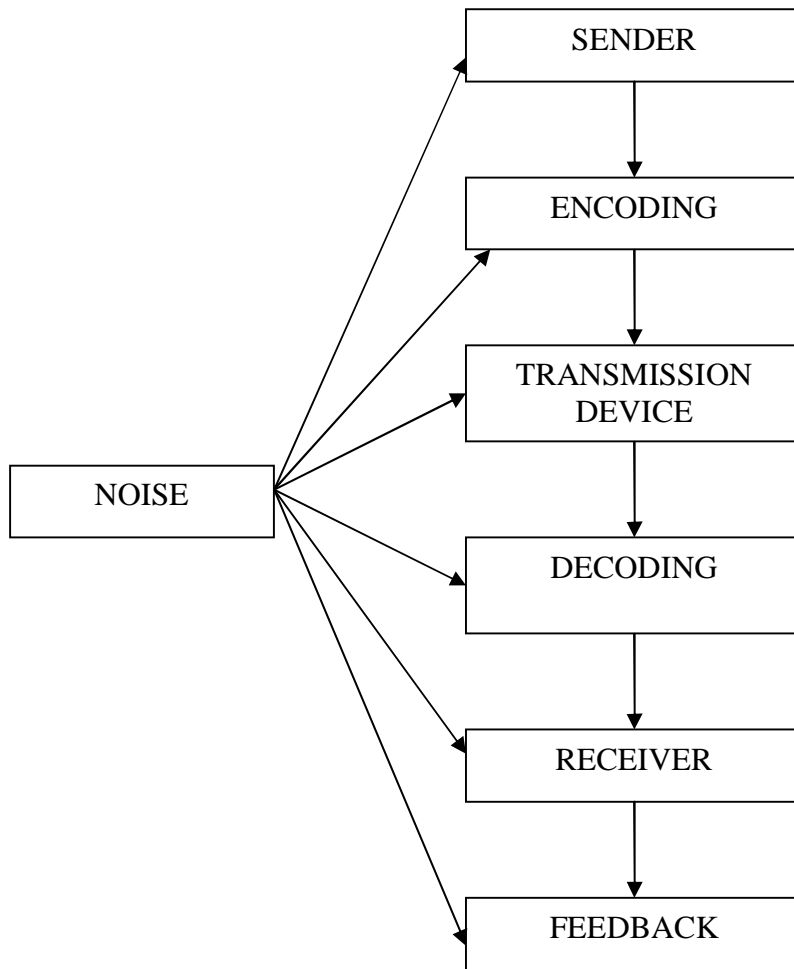 SENDER
ENCODING
TRANSMISSION
DEVICE
NOISE
DECODING
RECEIVER
FEEDBACK